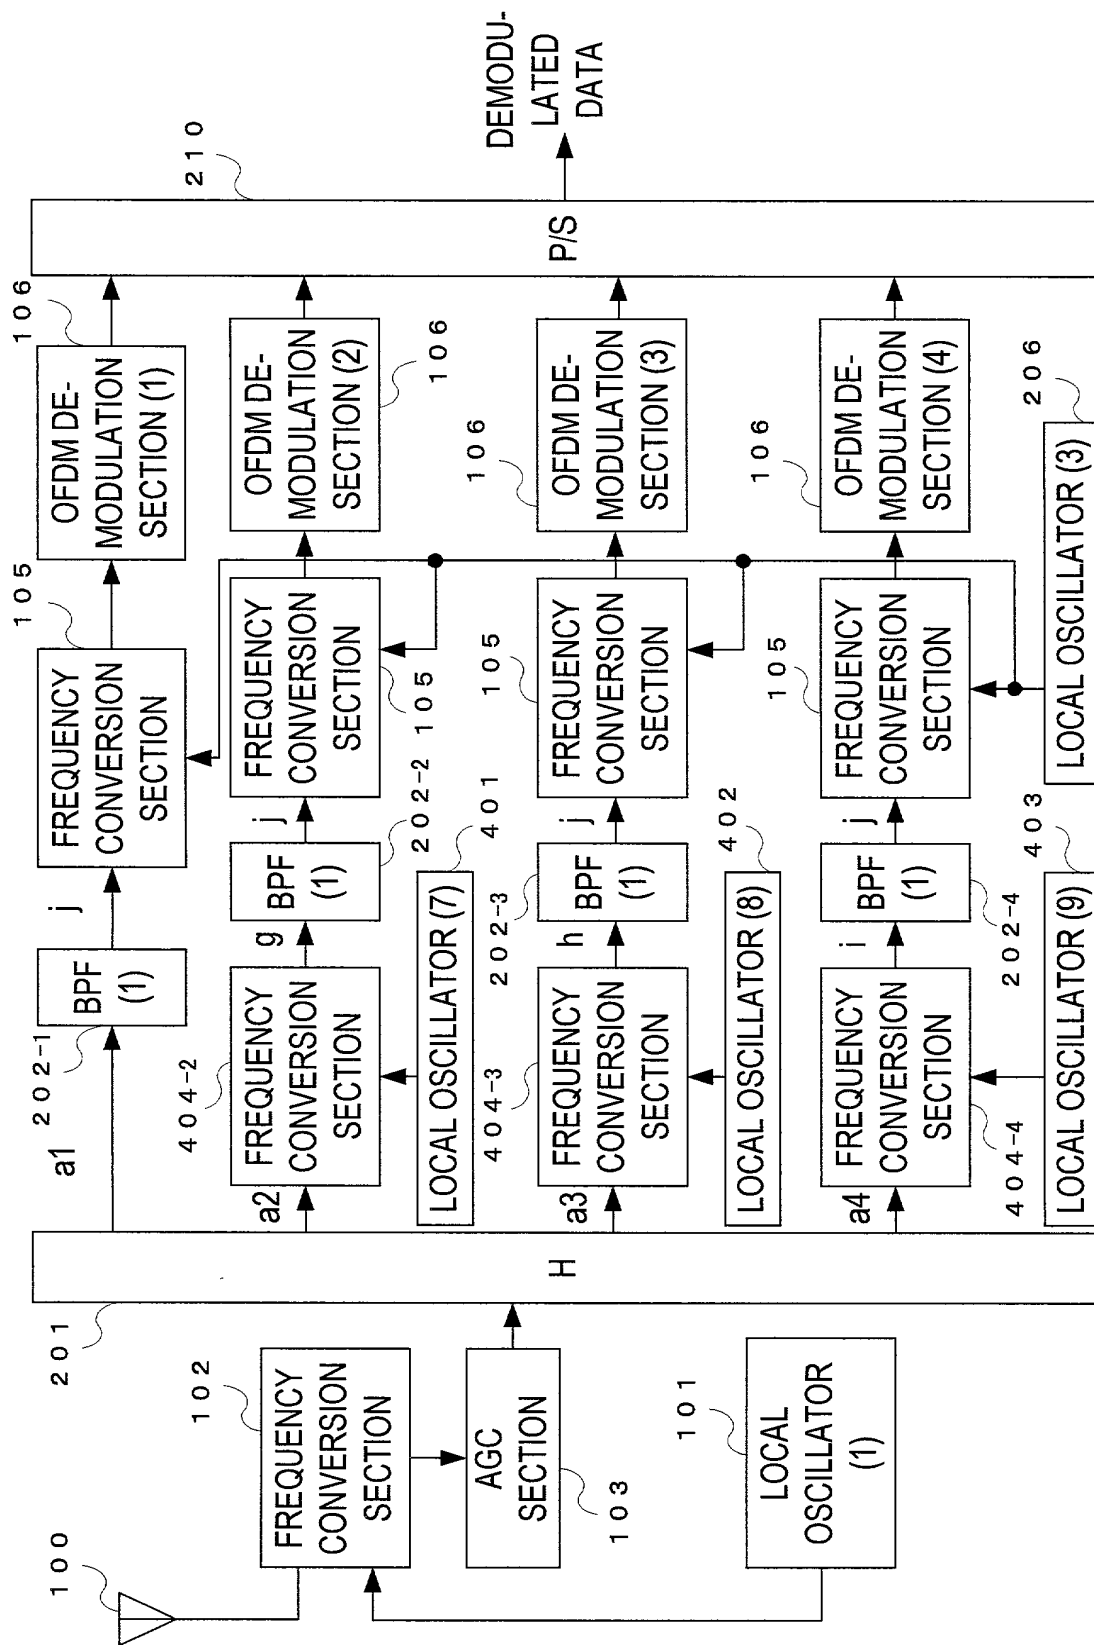 100
FREQUENCY
CONVERSION
SECTION
102
AGC
SECTION
103
LOCAL
OSCILLATOR
(1)
101
H
201
a1
BPF
(1)
202-1
j
FREQUENCY
CONVERSION
SECTION
105
OFDM DE-
MODULATION
SECTION (1)
106
a2
FREQUENCY
CONVERSION
SECTION
404-2
g
BPF
(1)
202-2
j
FREQUENCY
CONVERSION
SECTION
105
OFDM DE-
MODULATION
SECTION (2)
106
LOCAL OSCILLATOR (7)
401
a3
FREQUENCY
CONVERSION
SECTION
404-3
h
BPF
(1)
202-3
j
FREQUENCY
CONVERSION
SECTION
105
OFDM DE-
MODULATION
SECTION (3)
106
LOCAL OSCILLATOR (8)
402
a4
FREQUENCY
CONVERSION
SECTION
404-4
i
BPF
(1)
202-4
j
FREQUENCY
CONVERSION
SECTION
105
OFDM DE-
MODULATION
SECTION (4)
106
LOCAL OSCILLATOR (9)
403
LOCAL OSCILLATOR (3)
206
P/S
210
DEMODU-
LATED
DATA